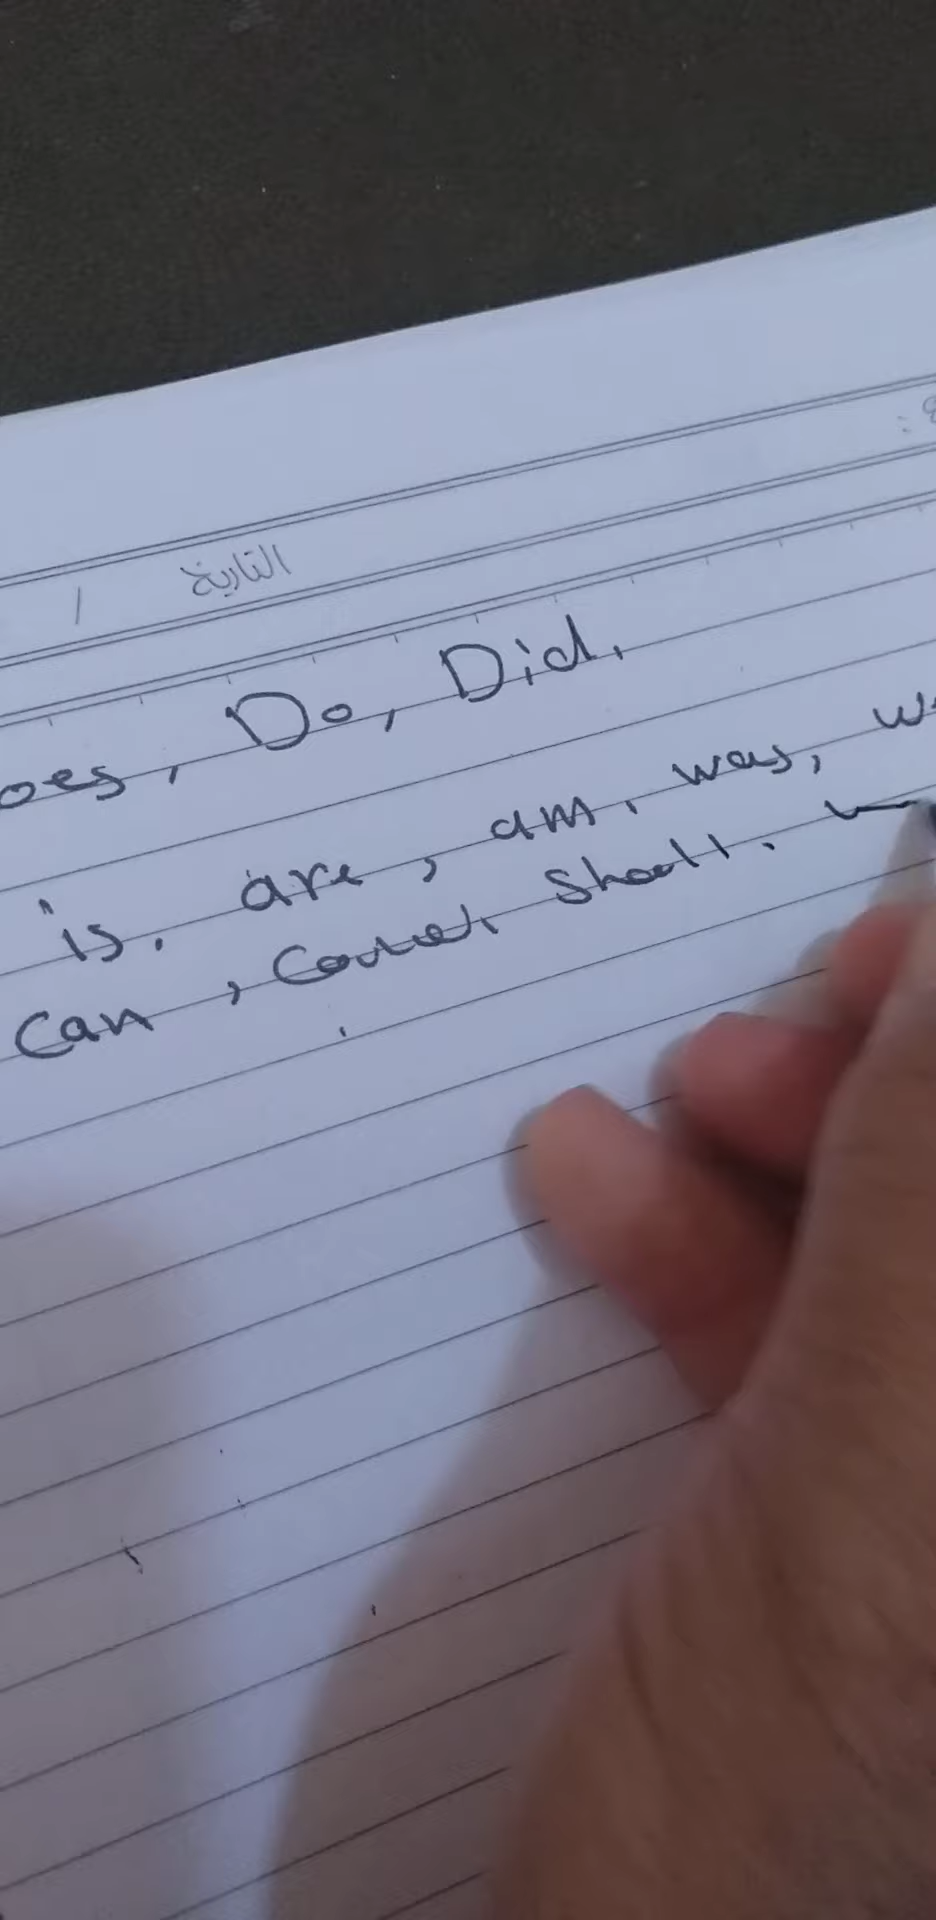 التاريخ /
oes, Do, Did,
is, are, am, was, w
Can, Could, Shall,